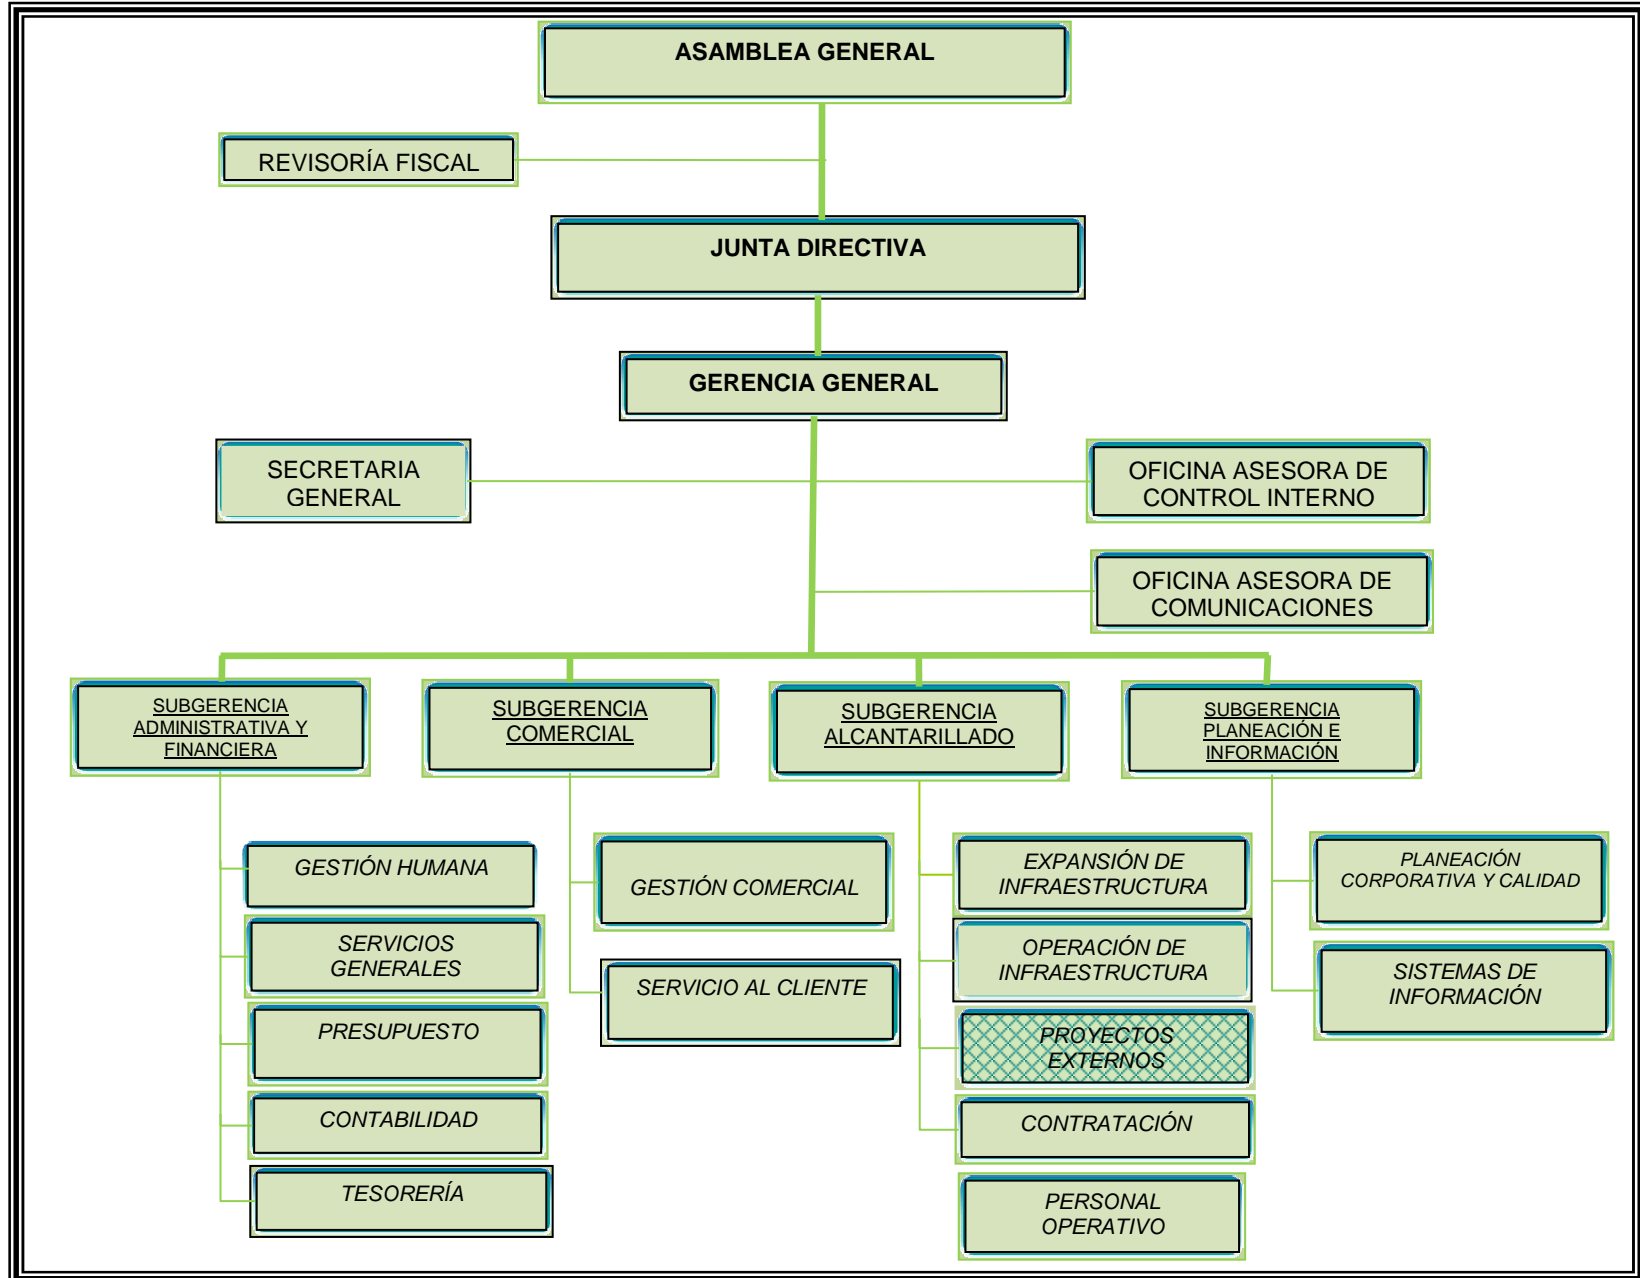 ASAMBLEA GENERAL
REVISORÍA FISCAL
JUNTA DIRECTIVA
GERENCIA GENERAL
SECRETARIA
GENERAL
OFICINA ASESORA DE
CONTROL INTERNO
OFICINA ASESORA DE
COMUNICACIONES
SUBGERENCIA
ADMINISTRATIVA Y
FINANCIERA
SUBGERENCIA
COMERCIAL
SUBGERENCIA
ALCANTARILLADO
SUBGERENCIA
PLANEACIÓN E
INFORMACIÓN
GESTIÓN HUMANA
SERVICIOS
GENERALES
PRESUPUESTO
CONTABILIDAD
TESORERÍA
GESTIÓN COMERCIAL
SERVICIO AL CLIENTE
EXPANSIÓN DE
INFRAESTRUCTURA
OPERACIÓN DE
INFRAESTRUCTURA
PROYECTOS
EXTERNOS
CONTRATACIÓN
PERSONAL
OPERATIVO
PLANEACIÓN
CORPORATIVA Y CALIDAD
SISTEMAS DE
INFORMACIÓN